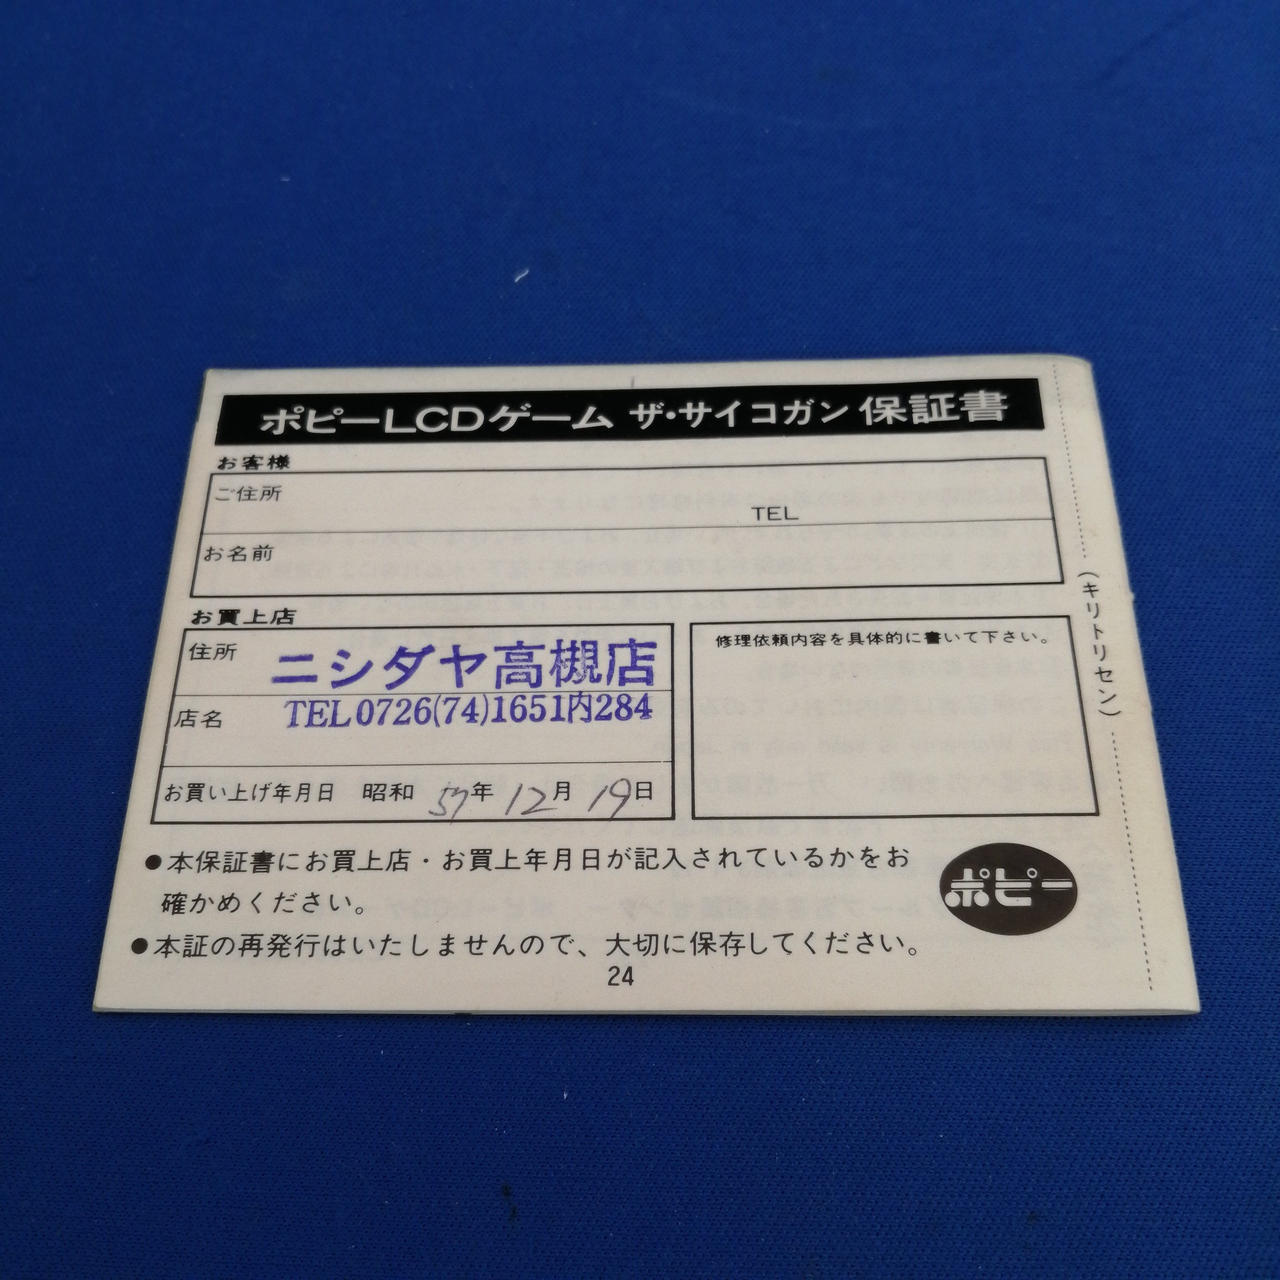 ポピーLCDゲーム ザ・サイコガン 保証書
お客様
ご住所
TEL
お名前
お買上店
住所
ニシダヤ高槻店
店名
TEL0726(74)1651内284
お買い上げ年月日 昭和 57年 12月 19日
修理依頼内容を具体的に書いて下さい。
(キリトリセン)
●本保証書にお買上店・お買上年月日が記入されているかをお
確かめください。
●本証の再発行はいたしませんので、大切に保存してください。
ポピー
24